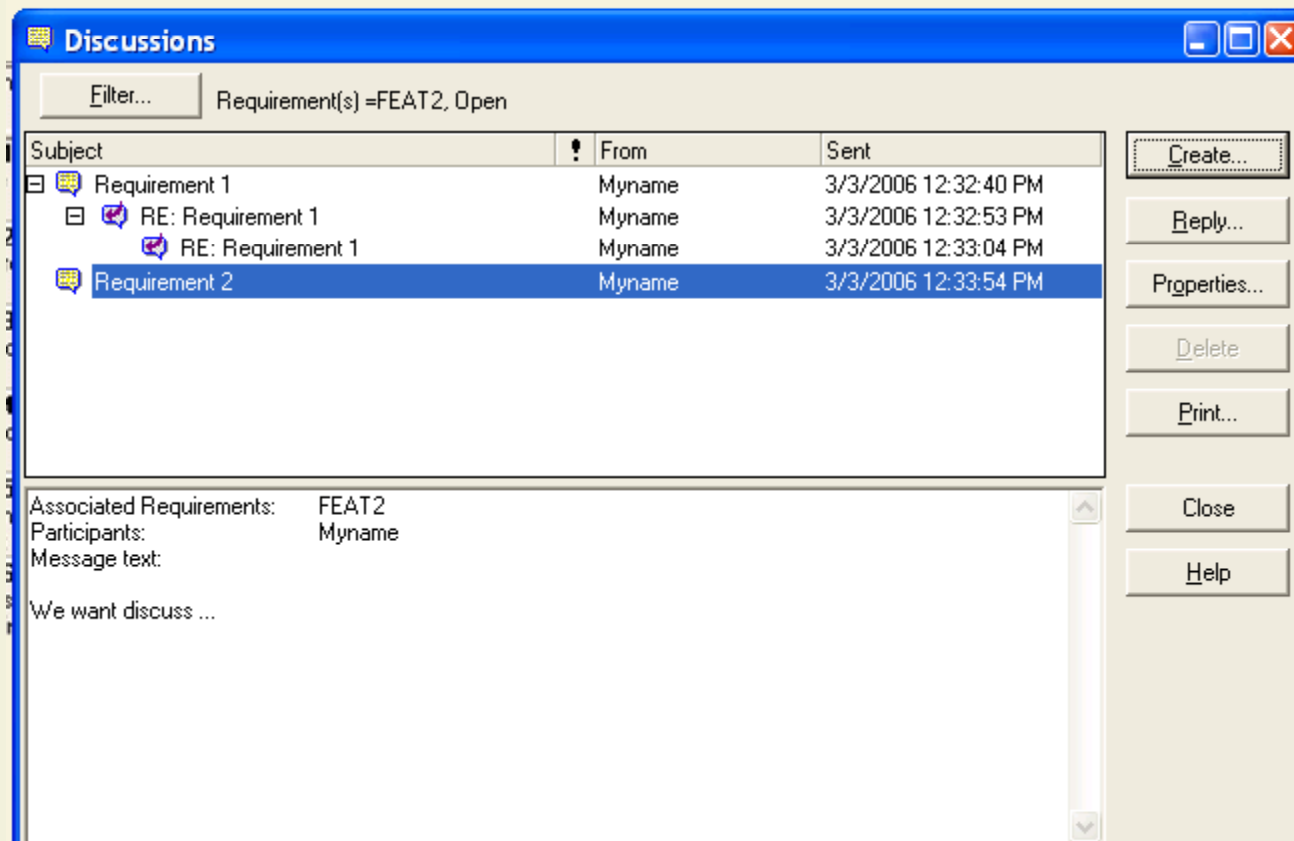 Discussions
Filter... Requirement(s) =FEAT2, Open
Subject ! From Sent
Requirement 1 Myname 3/3/2006 12:32:40 PM
RE: Requirement 1 Myname 3/3/2006 12:32:53 PM
RE: Requirement 1 Myname 3/3/2006 12:33:04 PM
Requirement 2 Myname 3/3/2006 12:33:54 PM
Create...
Reply...
Properties...
Delete
Print...
Close
Help
Associated Requirements: FEAT2
Participants: Myname
Message text:
We want discuss ...